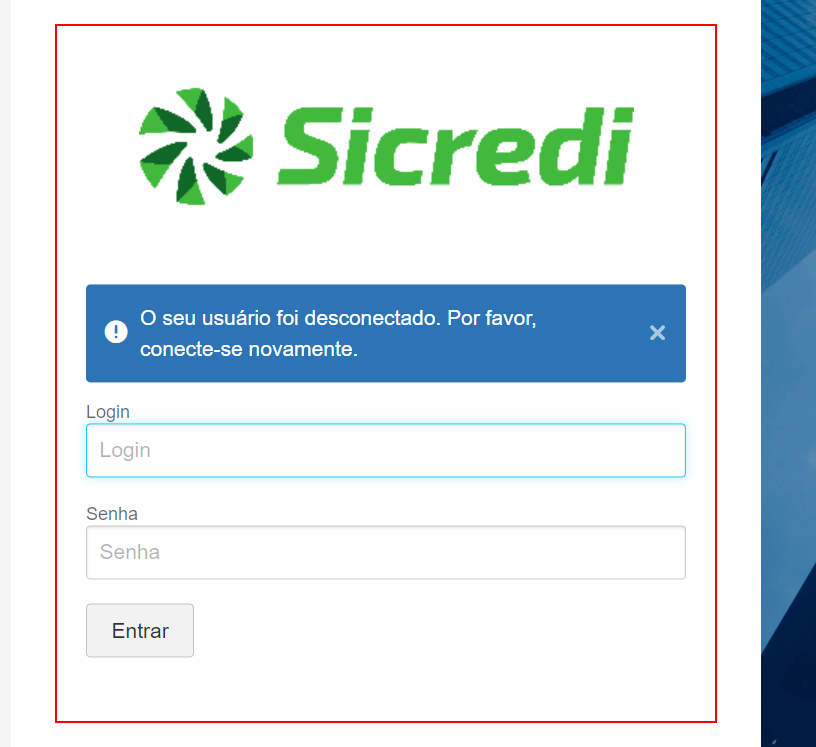 Sicredi
O seu usuário foi desconectado. Por favor,
conecte-se novamente.
Login
Login
Senha
Senha
Entrar